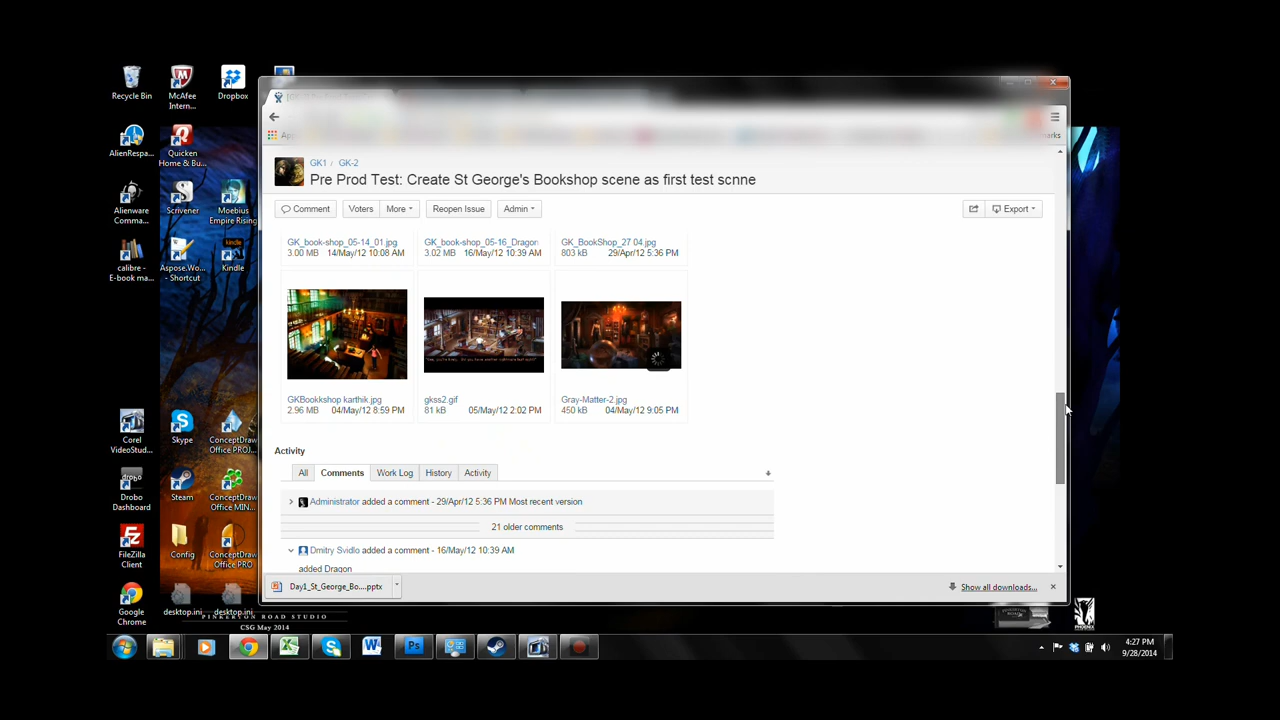 Recycle Bin
McAfee
Intern...
Dropbox
AlienRespa...
Quicken
Home & Bu...
Alienware
Comma...
Scrivener
Moebius
Empire Rising
calibre -
E-book ma...
Aspose.Wo...
- Shortcut
Kindle
kindle
Corel
VideoStud...
Skype
ConceptDraw
Office PROJ...
drobo
Drobo
Dashboard
Steam
ConceptDraw
Office MIN...
FileZilla
Client
Config
ConceptDraw
Office PRO
Google
Chrome
desktop.ini
desktop.ini
GK1 / GK-2
Pre Prod Test: Create St George's Bookshop scene as first test scnne
Comment
Voters
More
Reopen Issue
Admin
Export
GK_book-shop_05-14_01.jpg
3.00 MB 14/May/12 10:08 AM
GK_book-shop_05-16_Dragon
3.02 MB 16/May/12 10:39 AM
GK_BookShop_27 04.jpg
803 kB 29/Apr/12 5:36 PM
GKBookkshop karthik.jpg
2.96 MB 04/May/12 8:59 PM
gkss2.gif
81 kB 05/May/12 2:02 PM
Gray-Matter-2.jpg
450 kB 04/May/12 9:05 PM
Activity
All
Comments
Work Log
History
Activity
Administrator added a comment - 29/Apr/12 5:36 PM Most recent version
21 older comments
Dmitry Svidlo added a comment - 16/May/12 10:39 AM
added Dragon
Day1_St_George_Bo....pptx
Show all downloads...
PINKERTON ROAD STUDIO
CSG May 2014
4:27 PM
9/28/2014